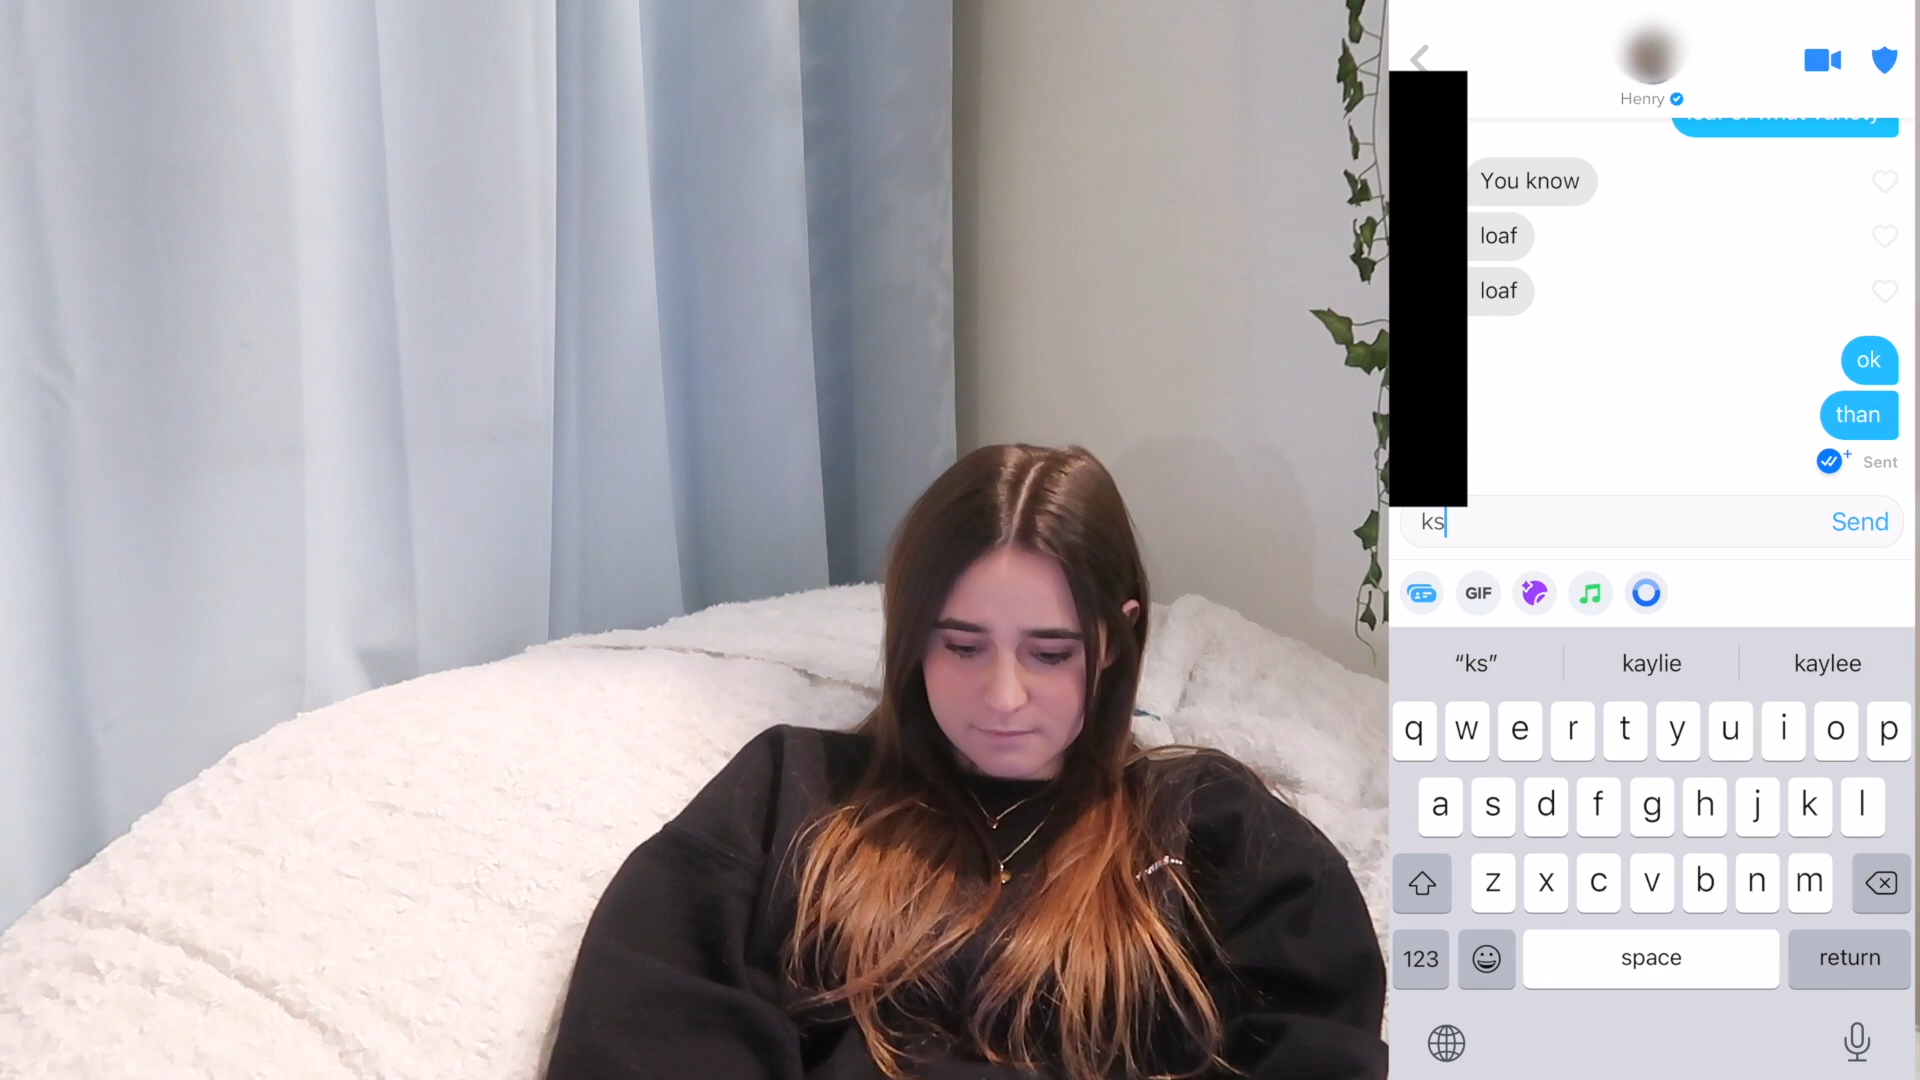 Henry
You know
loaf
loaf
ok
than
Sent
ks
Send
GIF
“ks” kaylie kaylee
q w e r t y u i o p
a s d f g h j k l
z x c v b n m
123 space return